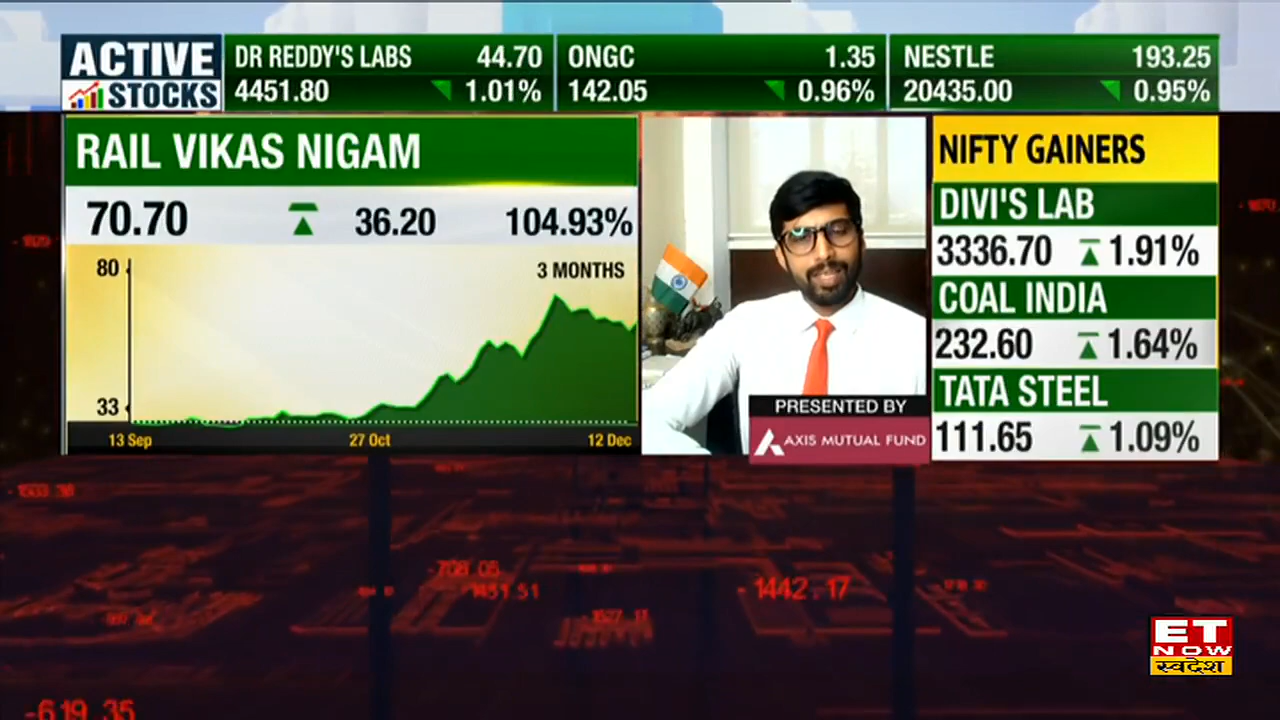 ACTIVE STOCKS
DR REDDY'S LABS 44.70
4451.80 1.01%
ONGC 1.35
142.05 0.96%
NESTLE 193.25
20435.00 0.95%
RAIL VIKAS NIGAM
70.70 36.20 104.93%
3 MONTHS
80
33
13 Sep 27 Oct 12 Dec
PRESENTED BY
AXIS MUTUAL FUND
NIFTY GAINERS
DIVI'S LAB
3336.70 1.91%
COAL INDIA
232.60 1.64%
TATA STEEL
111.65 1.09%
- 1442.17
-619.35
ET
NOW
स्वदेश